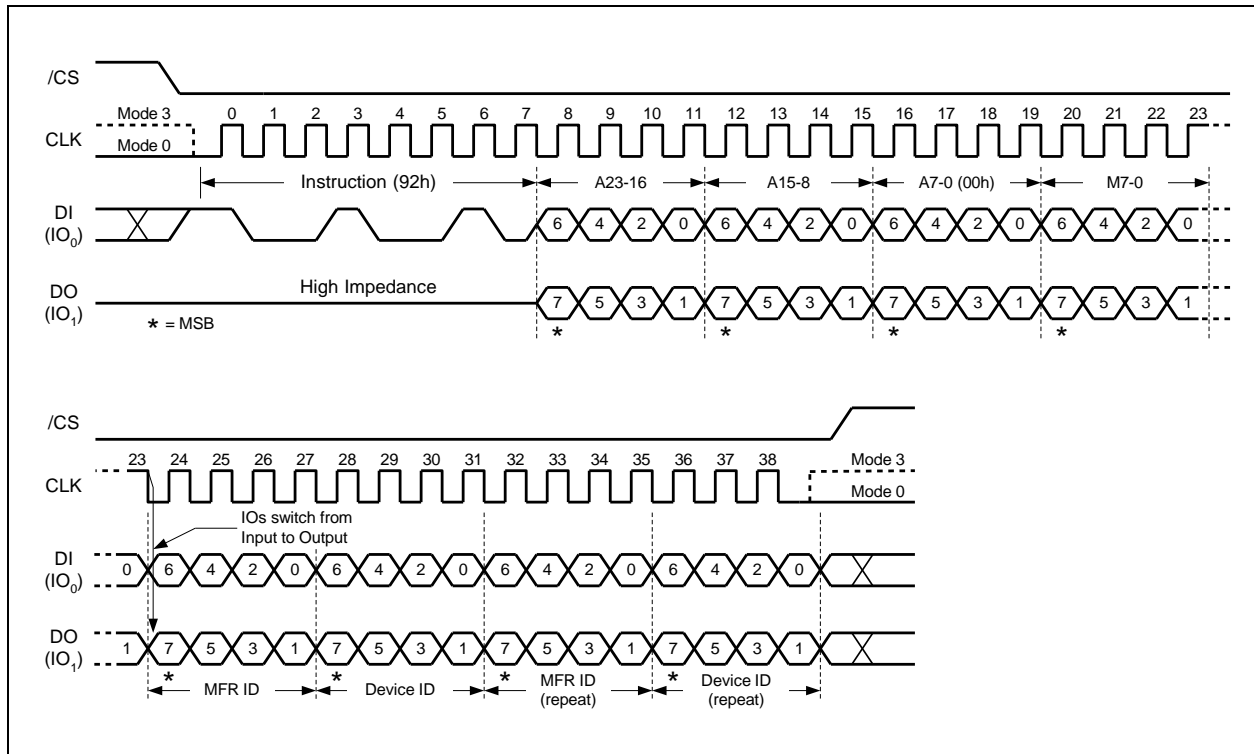 /CS
Mode 3 0 1 2 3 4 5 6 7 8 9 10 11 12 13 14 15 16 17 18 19 20 21 22 23
CLK
Mode 0
Instruction (92h) A23-16 A15-8 A7-0 (00h) M7-0
DI
(IO0)
6 4 2 0 6 4 2 0 6 4 2 0 6 4 2 0
High Impedance
DO
(IO1)
7 5 3 1 7 5 3 1 7 5 3 1 7 5 3 1
* = MSB * * * *
/CS
23 24 25 26 27 28 29 30 31 32 33 34 35 36 37 38 Mode 3
CLK
Mode 0
IOs switch from
Input to Output
DI
(IO0)
0 6 4 2 0 6 4 2 0 6 4 2 0 6 4 2 0
DO
(IO1)
1 7 5 3 1 7 5 3 1 7 5 3 1 7 5 3 1
* * * *
MFR ID Device ID MFR ID
(repeat)
Device ID
(repeat)